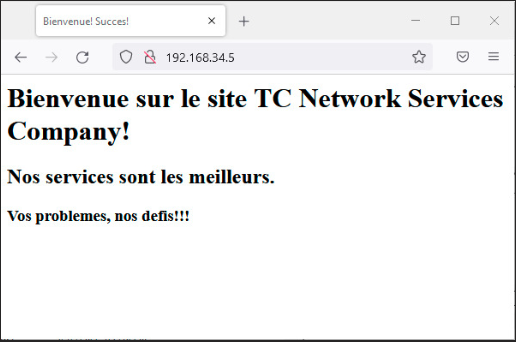 Bienvenue! Succes!
192.168.34.5
Bienvenue sur le site TC Network Services
Company!
Nos services sont les meilleurs.
Vos problemes, nos defis!!!